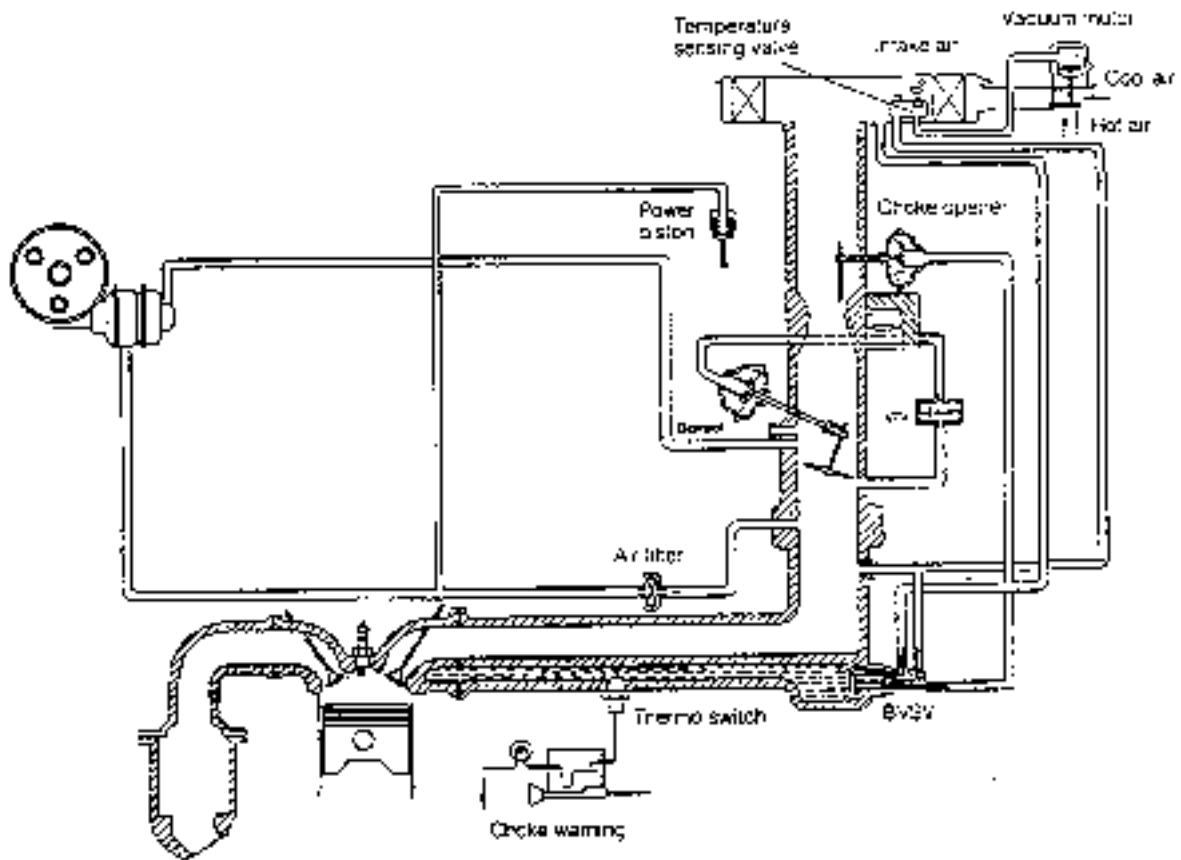 Temperature
sensing valve
Intake air
Vacuum motor
Cool air
Hot air
Power
piston
Choke opener
Air filter
Thermo switch
BVSV
Choke warning